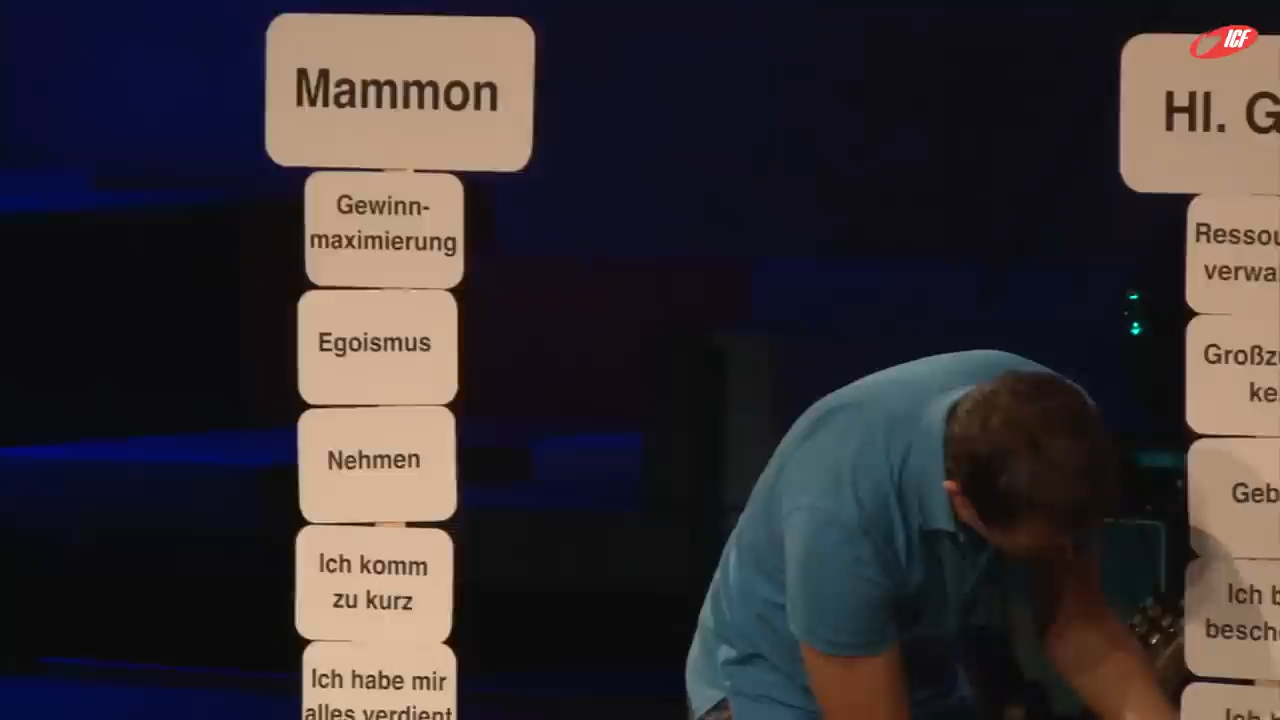 ICF
Mammon
Gewinn-
maximierung
Egoismus
Nehmen
Ich komm
zu kurz
Ich habe mir
alles verdient
Hl. G
Ressou
verwa
Großzü
ke
Geb
Ich b
besch
Ich h